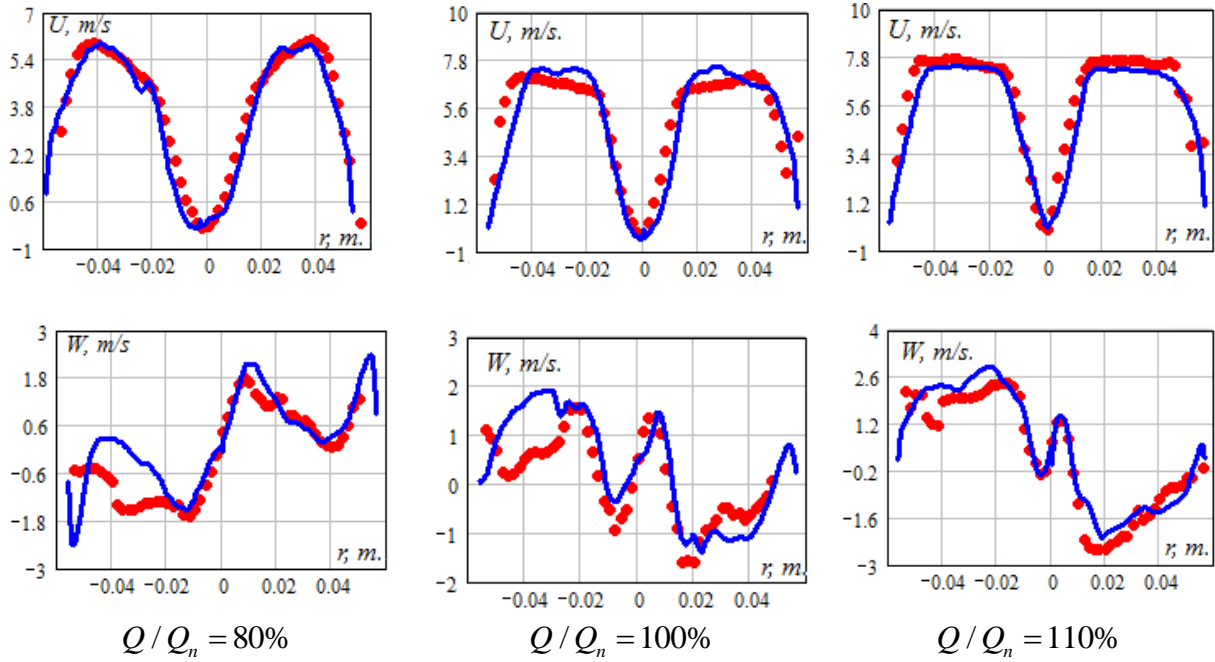 7
U, m/s
5.4
3.8
2.2
0.6
−1
r, m.
−0.04 −0.02 0 0.02 0.04
10
U, m/s.
7.8
5.6
3.4
1.2
−1
r, m.
−0.04 −0.02 0 0.02 0.04
10
U, m/s.
7.8
5.6
3.4
1.2
−1
r, m.
−0.04 −0.02 0 0.02 0.04
3
W, m/s
1.8
0.6
−0.6
−1.8
−3
r, m.
−0.04 −0.02 0 0.02 0.04
3
W, m/s.
2
1
0
−1
−2
r, m.
−0.04 −0.02 0 0.02 0.04
4
W, m/s.
2.6
1.2
−0.2
−1.6
−3
r, m.
−0.04 −0.02 0 0.02 0.04
Q / Qₙ = 80%
Q / Qₙ = 100%
Q / Qₙ = 110%